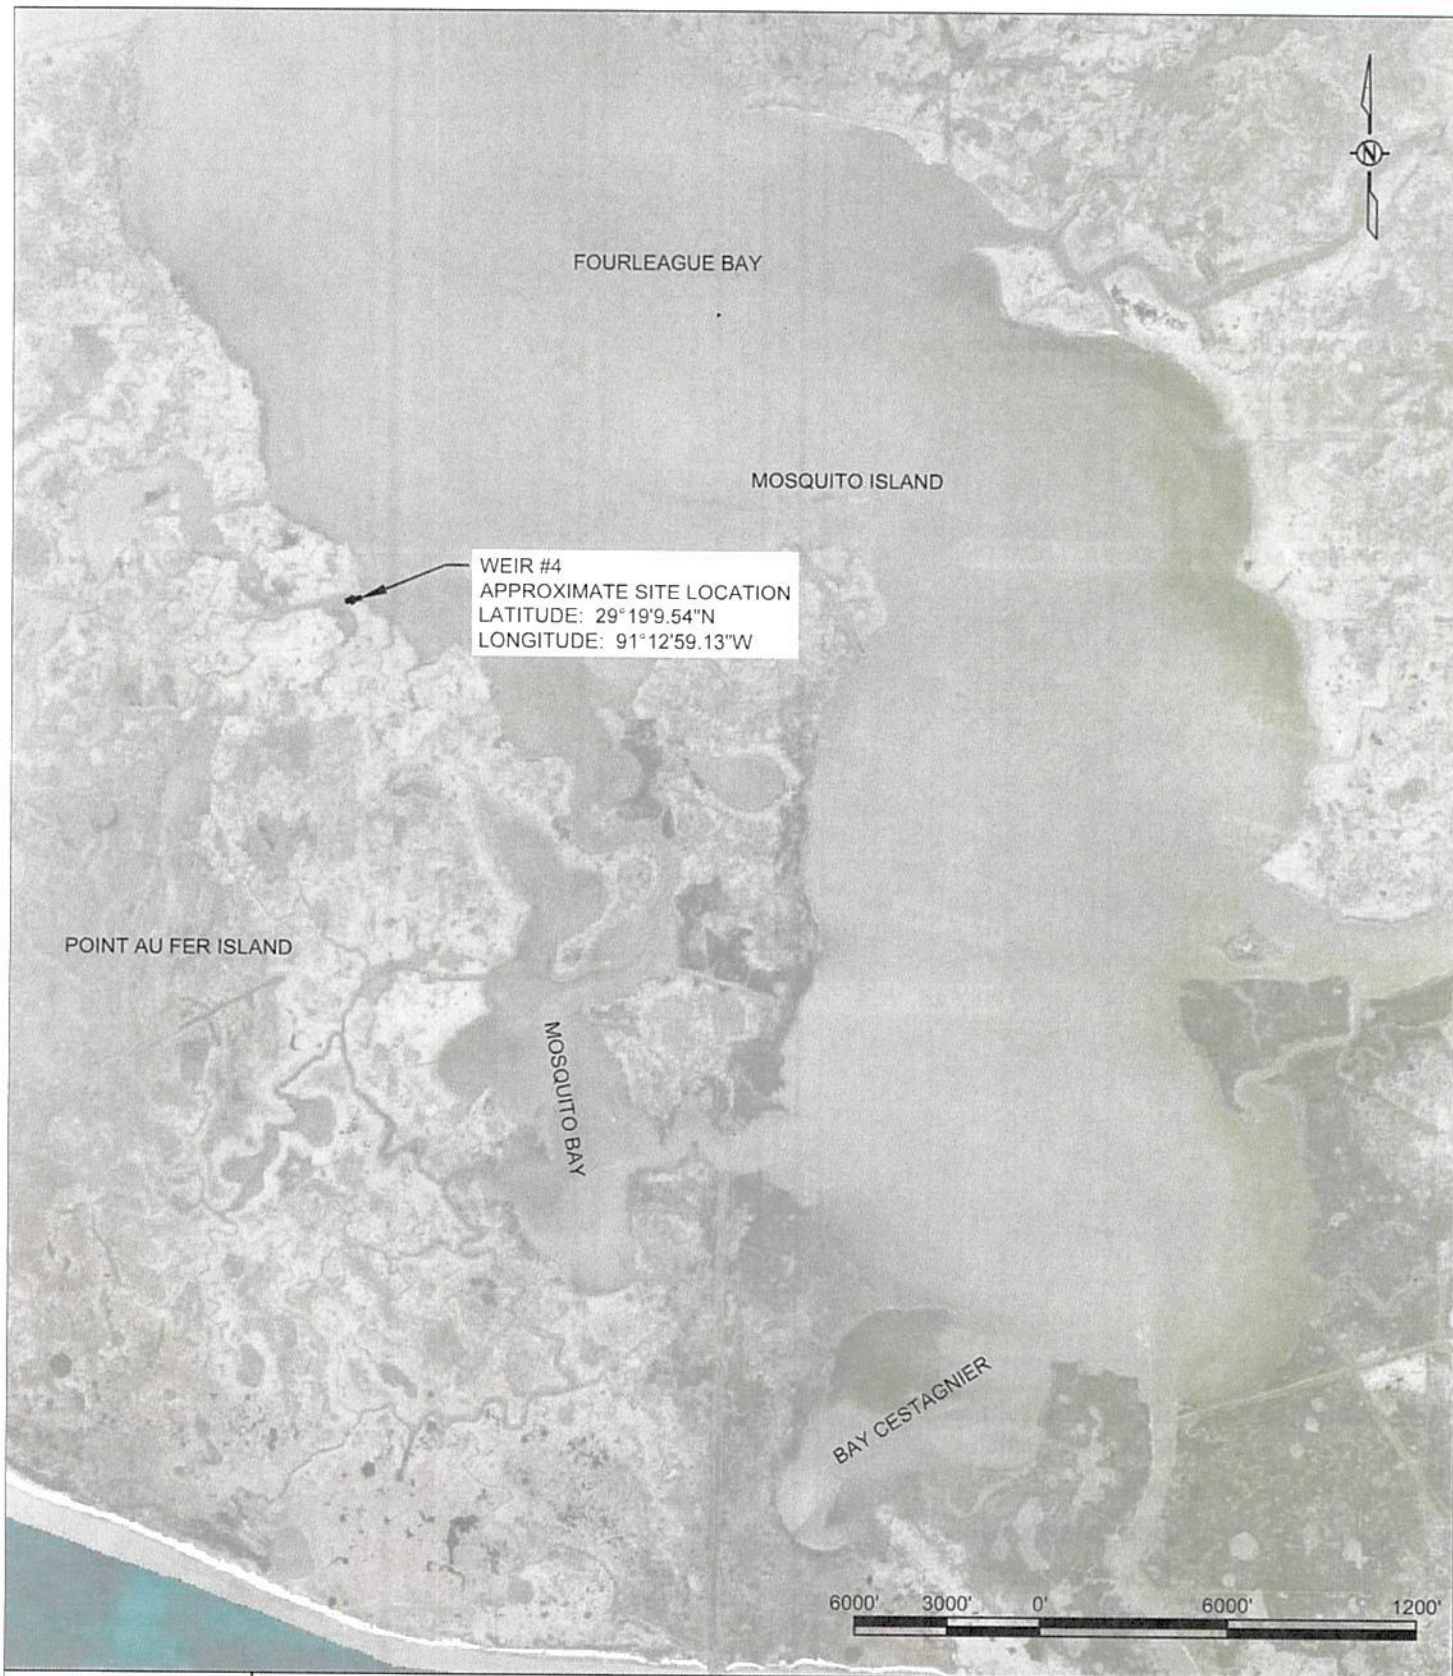 N
FOURLEAGUE BAY
MOSQUITO ISLAND
WEIR #4
APPROXIMATE SITE LOCATION
LATITUDE: 29°19'9.54"N
LONGITUDE: 91°12'59.13"W
POINT AU FER ISLAND
MOSQUITO BAY
BAY CESTAGNIER
6000' 3000' 0' 6000' 1200'